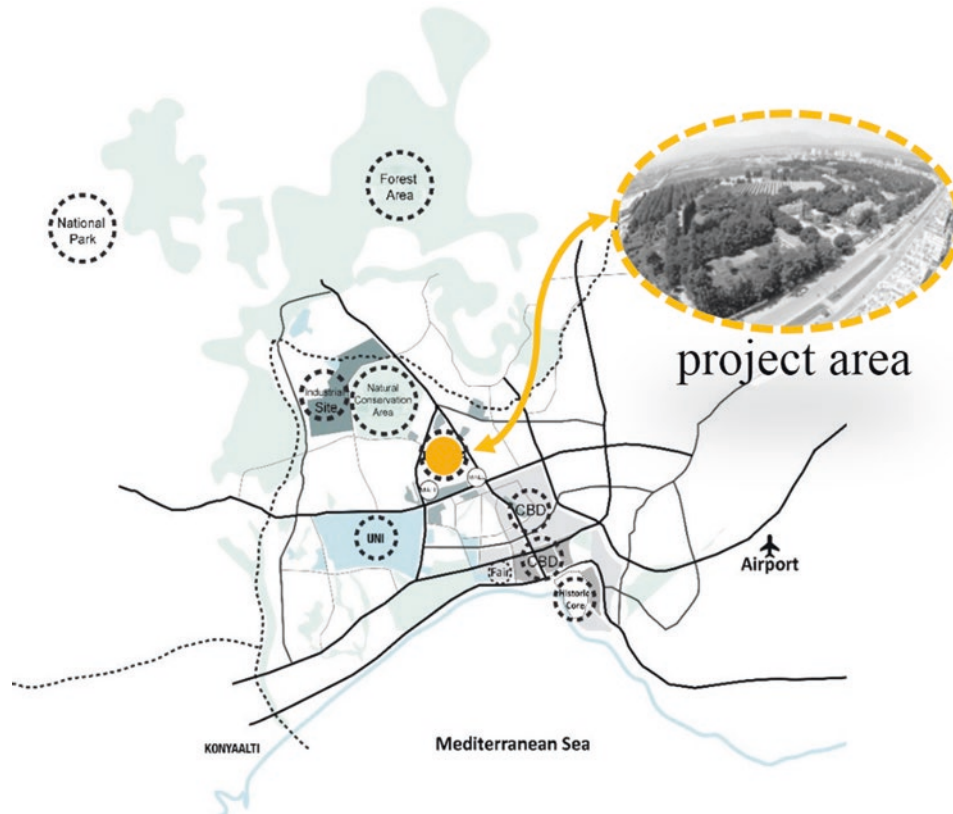 Forest
Area
National
Park
project area
Industrial
Site
Natural
Conservation
Area
CBD
UNI
CBD
Fair
Airport
Historic
Core
KONYAALTI
Mediterranean Sea